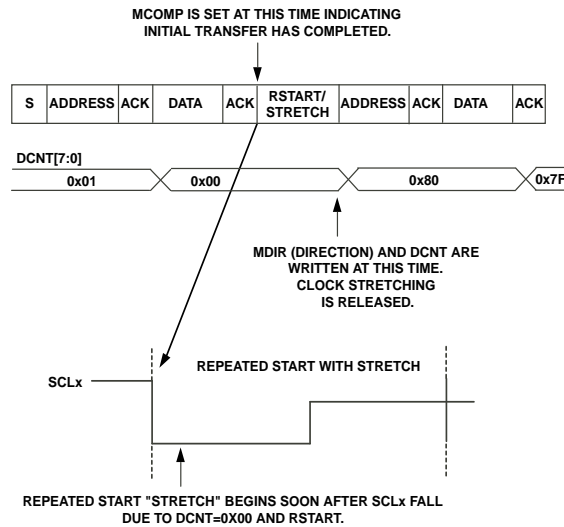 MCOMP IS SET AT THIS TIME INDICATING
INITIAL TRANSFER HAS COMPLETED.
S ADDRESS ACK DATA ACK RSTART/ ADDRESS ACK DATA ACK
STRETCH
DCNT[7:0]
0x01 0x00 0x80 0x7F
MDIR (DIRECTION) AND DCNT ARE
WRITTEN AT THIS TIME.
CLOCK STRETCHING
IS RELEASED.
REPEATED START WITH STRETCH
SCLx
REPEATED START "STRETCH" BEGINS SOON AFTER SCLx FALL
DUE TO DCNT=0X00 AND RSTART.